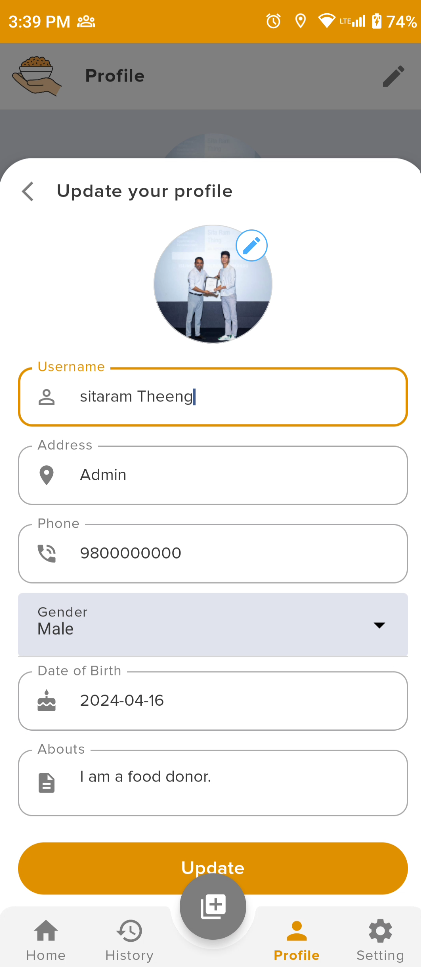 3:39 PM
LTE
74%
Profile
Update your profile
Username
sitaram Theeng
Address
Admin
Phone
9800000000
Gender
Male
Date of Birth
2024-04-16
Abouts
I am a food donor.
Update
Home
History
Profile
Setting